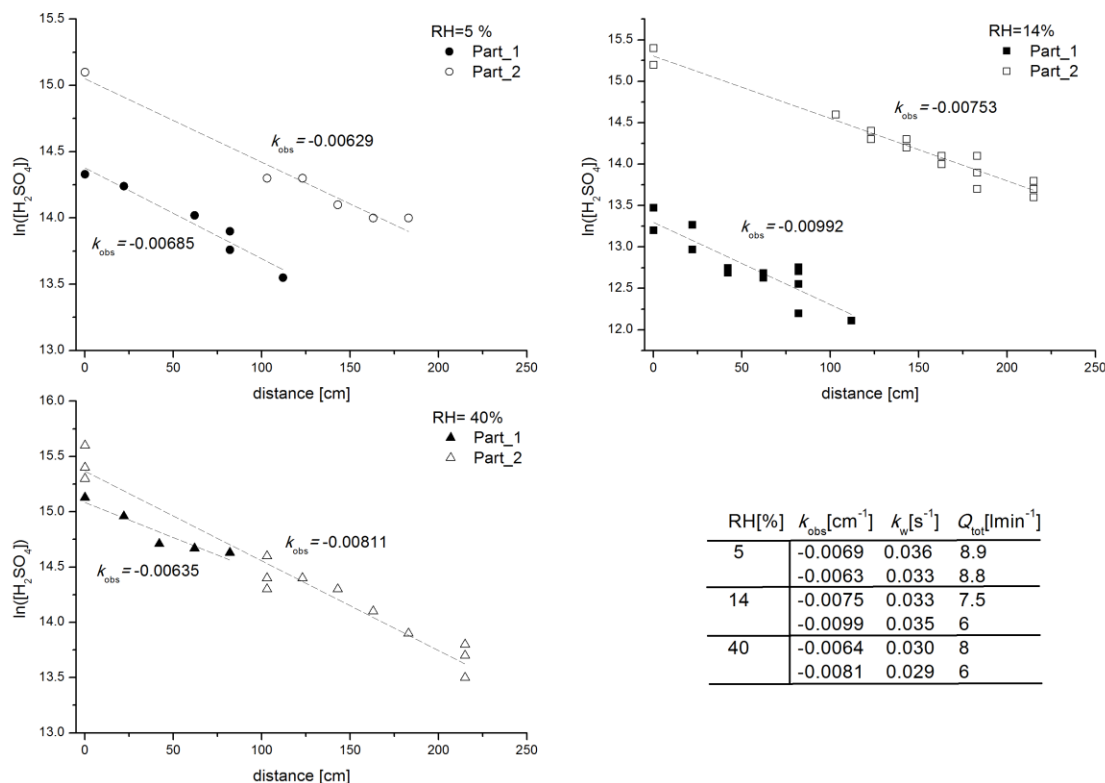 RH=5 %
Part_1
Part_2
15.5
15.0
14.5
14.0
13.5
13.0
ln([H₂SO₄])
k_obs = -0.00629
k_obs = -0.00685
0 50 100 150 200 250
distance [cm]
RH=14%
Part_1
Part_2
15.5
15.0
14.5
14.0
13.5
13.0
12.5
12.0
ln([H₂SO₄])
k_obs = -0.00753
k_obs = -0.00992
0 50 100 150 200 250
distance [cm]
RH= 40%
Part_1
Part_2
16.0
15.5
15.0
14.5
14.0
13.5
13.0
ln([H₂SO₄])
k_obs = -0.00811
k_obs = -0.00635
0 50 100 150 200 250
distance [cm]
RH[%] k_obs[cm⁻¹] k_w[s⁻¹] Q_tot[lmin⁻¹]
5 -0.0069 0.036 8.9
-0.0063 0.033 8.8
14 -0.0075 0.033 7.5
-0.0099 0.035 6
40 -0.0064 0.030 8
-0.0081 0.029 6